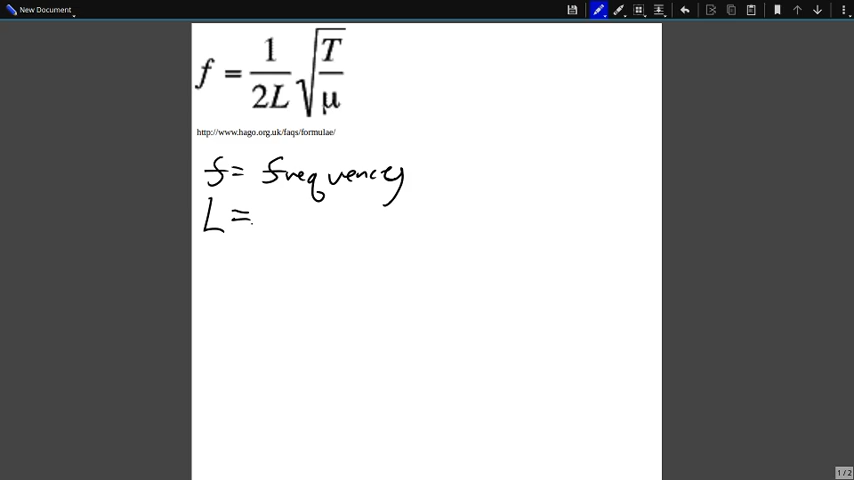 New Document
f = 1/2L √T/μ
http://www.hago.org.uk/faqs/formulae/
f = frequency
L =
1 / 2